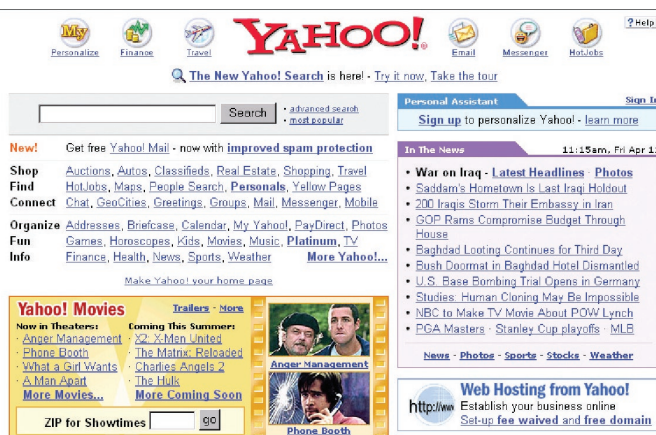 My
YAHOO!
? Help
Personalize Finance Travel Email Messenger HotJobs
The New Yahoo! Search is here! - Try it now, Take the tour
Search
· advanced search
· most popular
New! Get free Yahoo! Mail - now with improved spam protection
Shop Auctions, Autos, Classifieds, Real Estate, Shopping, Travel
Find HotJobs, Maps, People Search, Personals, Yellow Pages
Connect Chat, GeoCities, Greetings, Groups, Mail, Messenger, Mobile
Organize Addresses, Briefcase, Calendar, My Yahoo!, PayDirect, Photos
Fun Games, Horoscopes, Kids, Movies, Music, Platinum, TV
Info Finance, Health, News, Sports, Weather More Yahoo!...
Make Yahoo! your home page
Yahoo! Movies Trailers - More
Now in Theaters: Coming This Summer:
· Anger Management · X2: X-Men United
· Phone Booth · The Matrix: Reloaded
· What a Girl Wants · Charlies Angels 2
· A Man Apart · The Hulk
More Movies... More Coming Soon
ZIP for Showtimes go
Anger Management
Phone Booth
Personal Assistant Sign In
Sign up to personalize Yahoo! - learn more
In The News 11:15am, Fri Apr 1
• War on Iraq - Latest Headlines · Photos
• Saddam's Hometown Is Last Iraqi Holdout
• 200 Iraqis Storm Their Embassy in Iran
• GOP Rams Compromise Budget Through
House
• Baghdad Looting Continues for Third Day
• Bush Doormat in Baghdad Hotel Dismantled
• U.S. Base Bombing Trial Opens in Germany
• Studies: Human Cloning May Be Impossible
• NBC to Make TV Movie About POW Lynch
• PGA Masters · Stanley Cup playoffs · MLB
News - Photos - Sports - Stocks - Weather
http://www
Web Hosting from Yahoo!
Establish your business online
Set-up fee waived and free domain